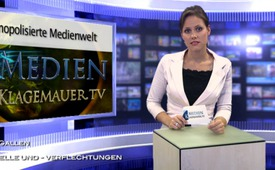 nopolisierte Medienwelt
MEDIEN
KLAGEMAUER.TV
GALLEN
ELLE UND - VERFLECHTUNGEN